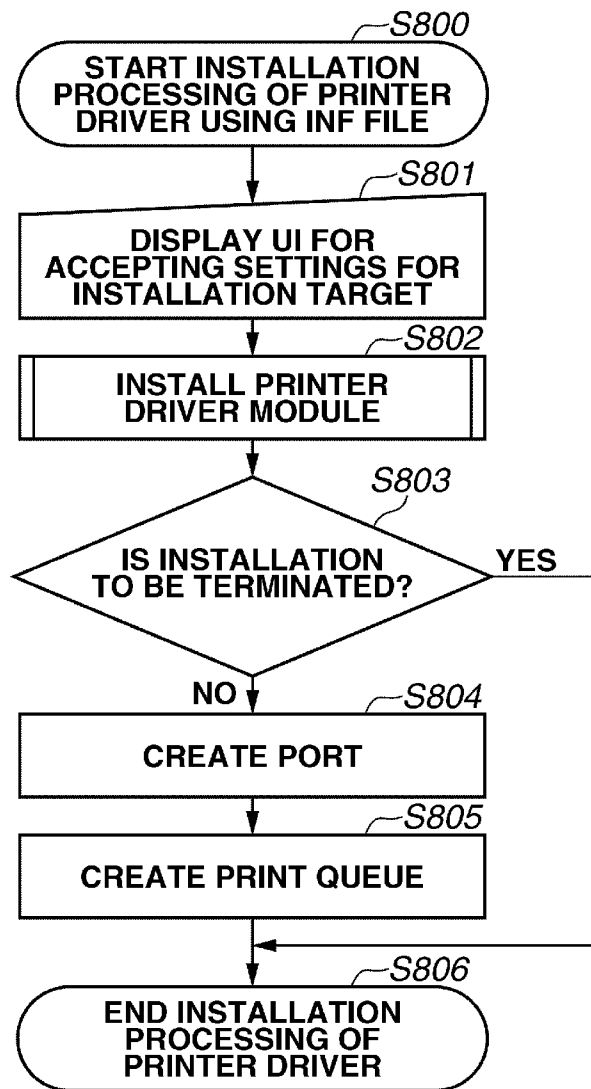 S800
START INSTALLATION
PROCESSING OF PRINTER
DRIVER USING INF FILE
S801
DISPLAY UI FOR
ACCEPTING SETTINGS FOR
INSTALLATION TARGET
S802
INSTALL PRINTER
DRIVER MODULE
S803
IS INSTALLATION
TO BE TERMINATED?
YES
NO
S804
CREATE PORT
S805
CREATE PRINT QUEUE
S806
END INSTALLATION
PROCESSING OF
PRINTER DRIVER